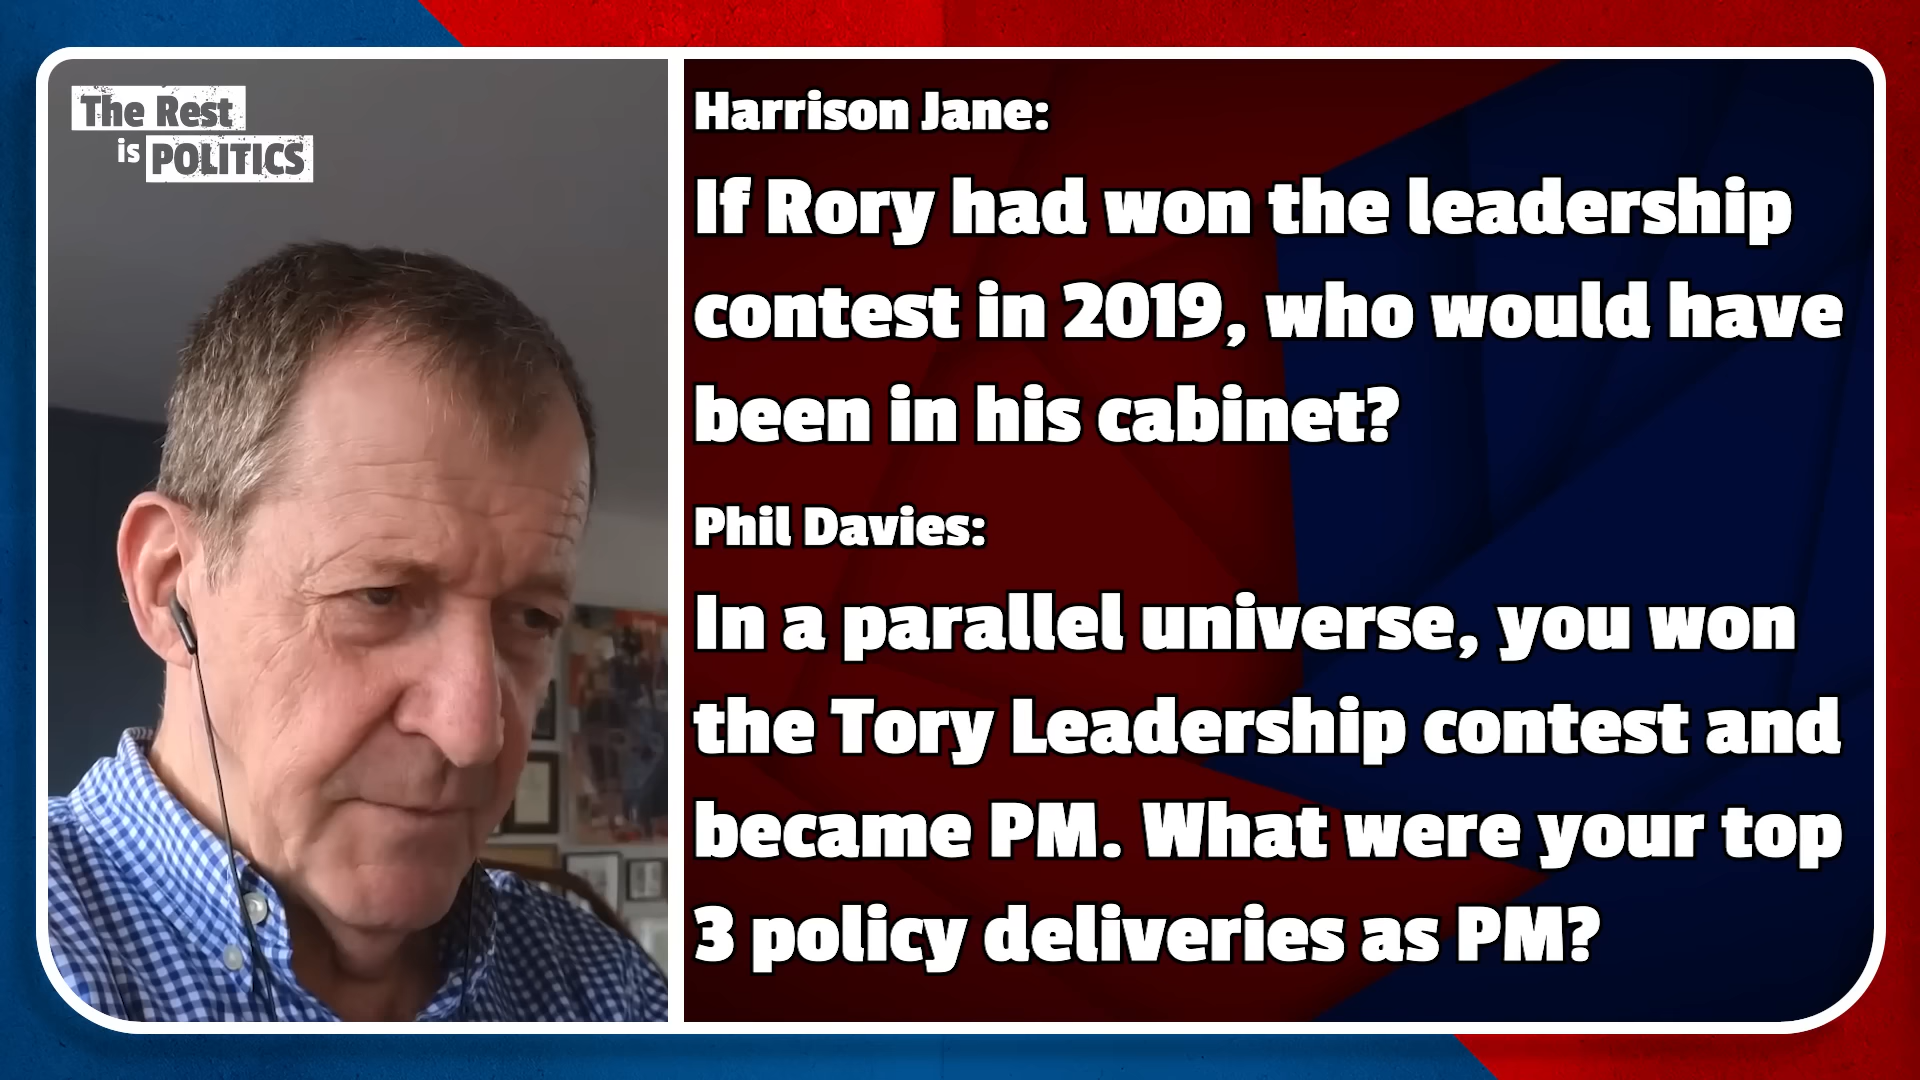 The Rest
is POLITICS
Harrison Jane:
If Rory had won the leadership
contest in 2019, who would have
been in his cabinet?
Phil Davies:
In a parallel universe, you won
the Tory Leadership contest and
became PM. What were your top
3 policy deliveries as PM?